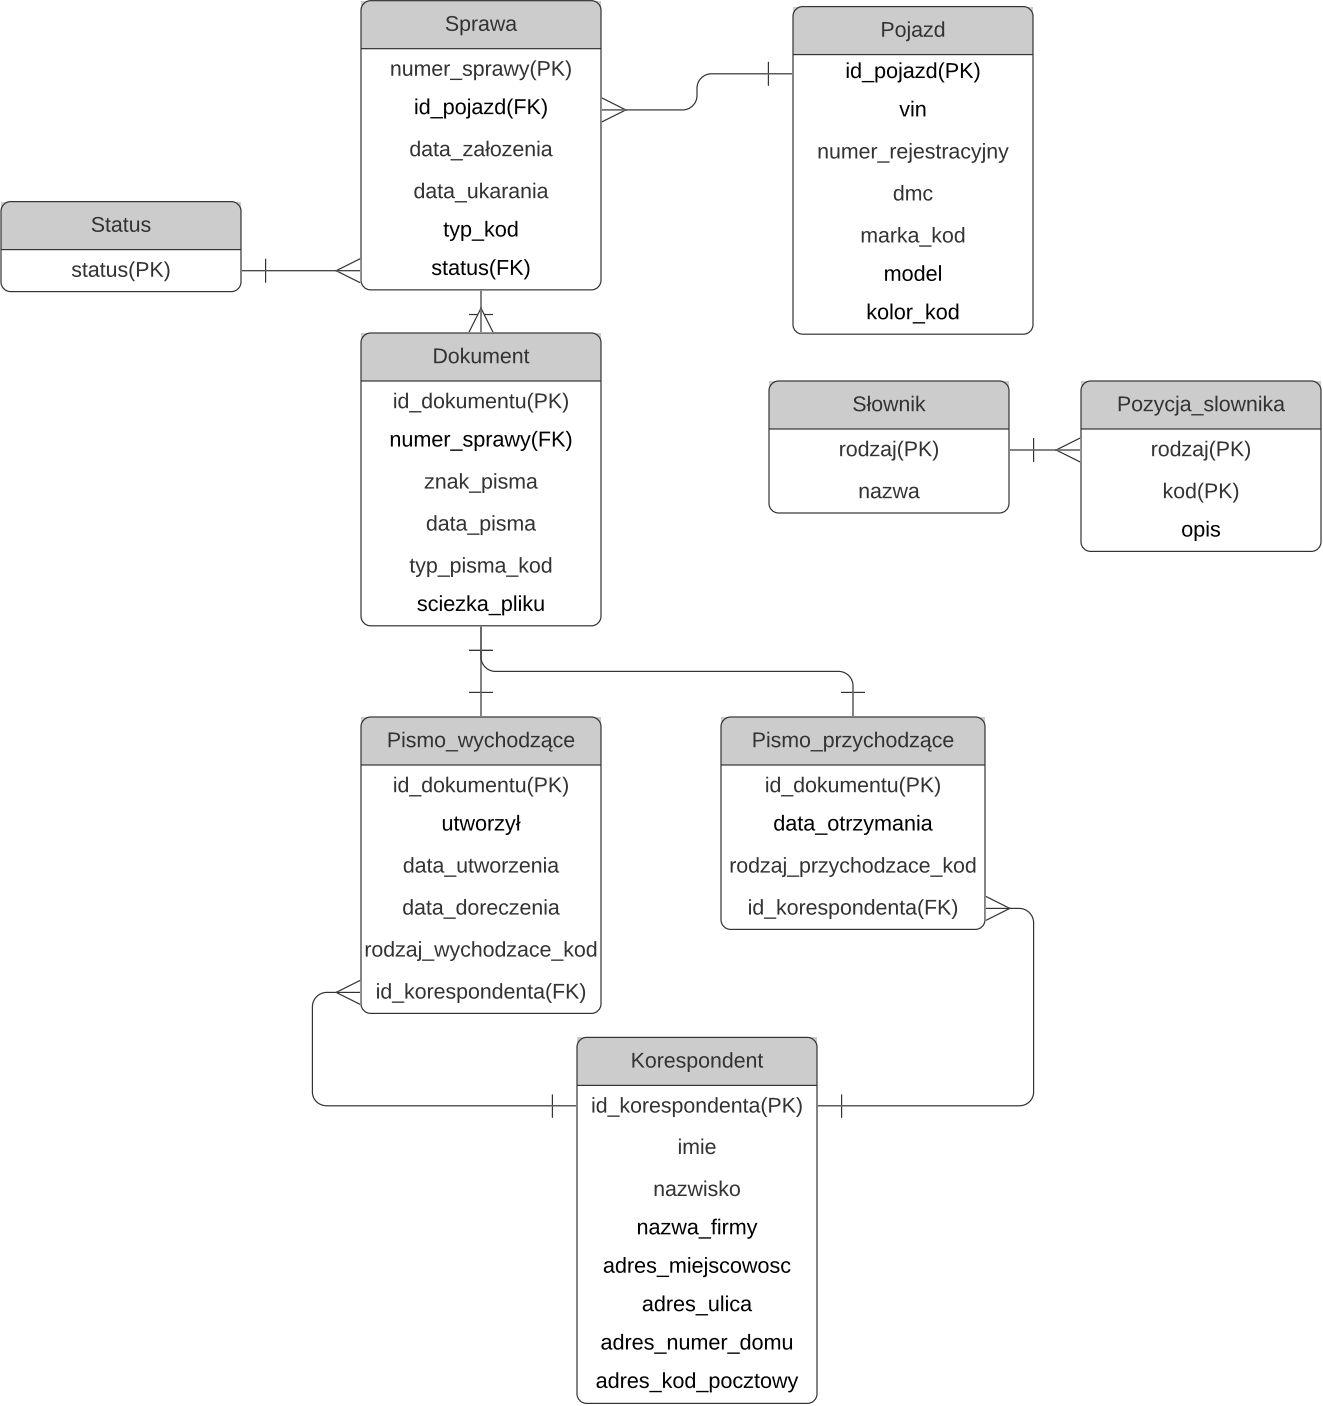 Sprawa
numer_sprawy(PK)
id_pojazd(FK)
data_załozenia
data_ukarania
typ_kod
status(FK)
Pojazd
id_pojazd(PK)
vin
numer_rejestracyjny
dmc
marka_kod
model
kolor_kod
Status
status(PK)
Dokument
id_dokumentu(PK)
numer_sprawy(FK)
znak_pisma
data_pisma
typ_pisma_kod
sciezka_pliku
Słownik
rodzaj(PK)
nazwa
Pozycja_slownika
rodzaj(PK)
kod(PK)
opis
Pismo_wychodzące
id_dokumentu(PK)
utworzył
data_utworzenia
data_doreczenia
rodzaj_wychodzace_kod
id_korespondenta(FK)
Pismo_przychodzące
id_dokumentu(PK)
data_otrzymania
rodzaj_przychodzace_kod
id_korespondenta(FK)
Korespondent
id_korespondenta(PK)
imie
nazwisko
nazwa_firmy
adres_miejscowosc
adres_ulica
adres_numer_domu
adres_kod_pocztowy